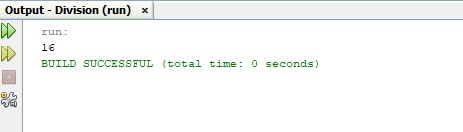 Output - Division (run) ×
run:
16
BUILD SUCCESSFUL (total time: 0 seconds)